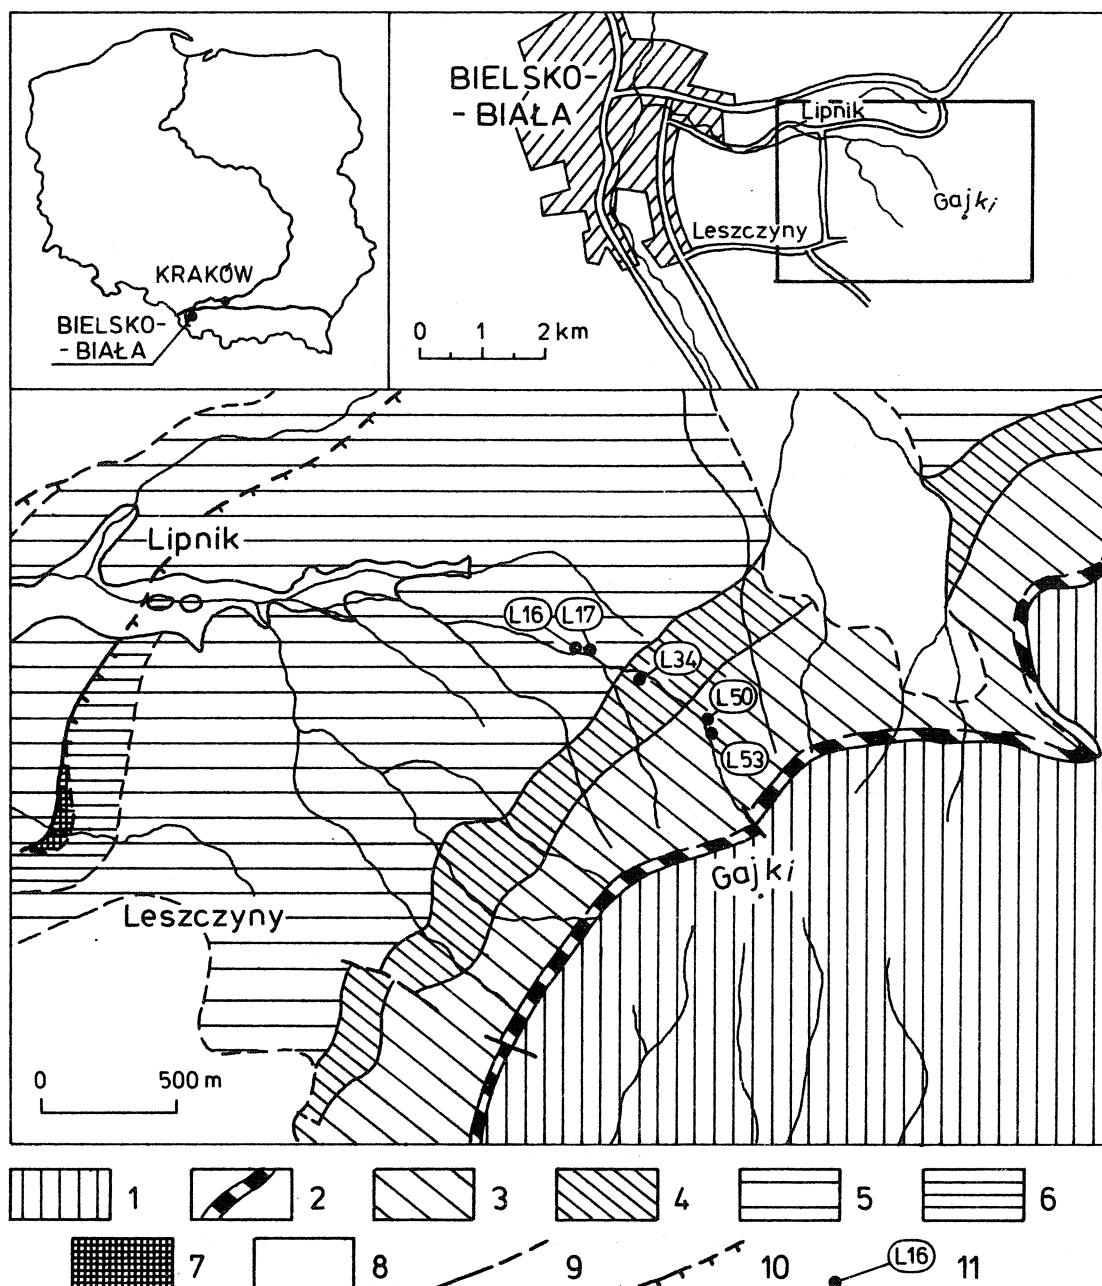 KRAKÓW
BIELSKO-
- BIAŁA
BIELSKO-
- BIAŁA
Lipnik
Gajki
Leszczyny
0 1 2 km
Lipnik
L16 L17
L34
L50
L53
Gajki
Leszczyny
0 500 m
1 2 3 4 5 6
7 8 9 10 L16 11